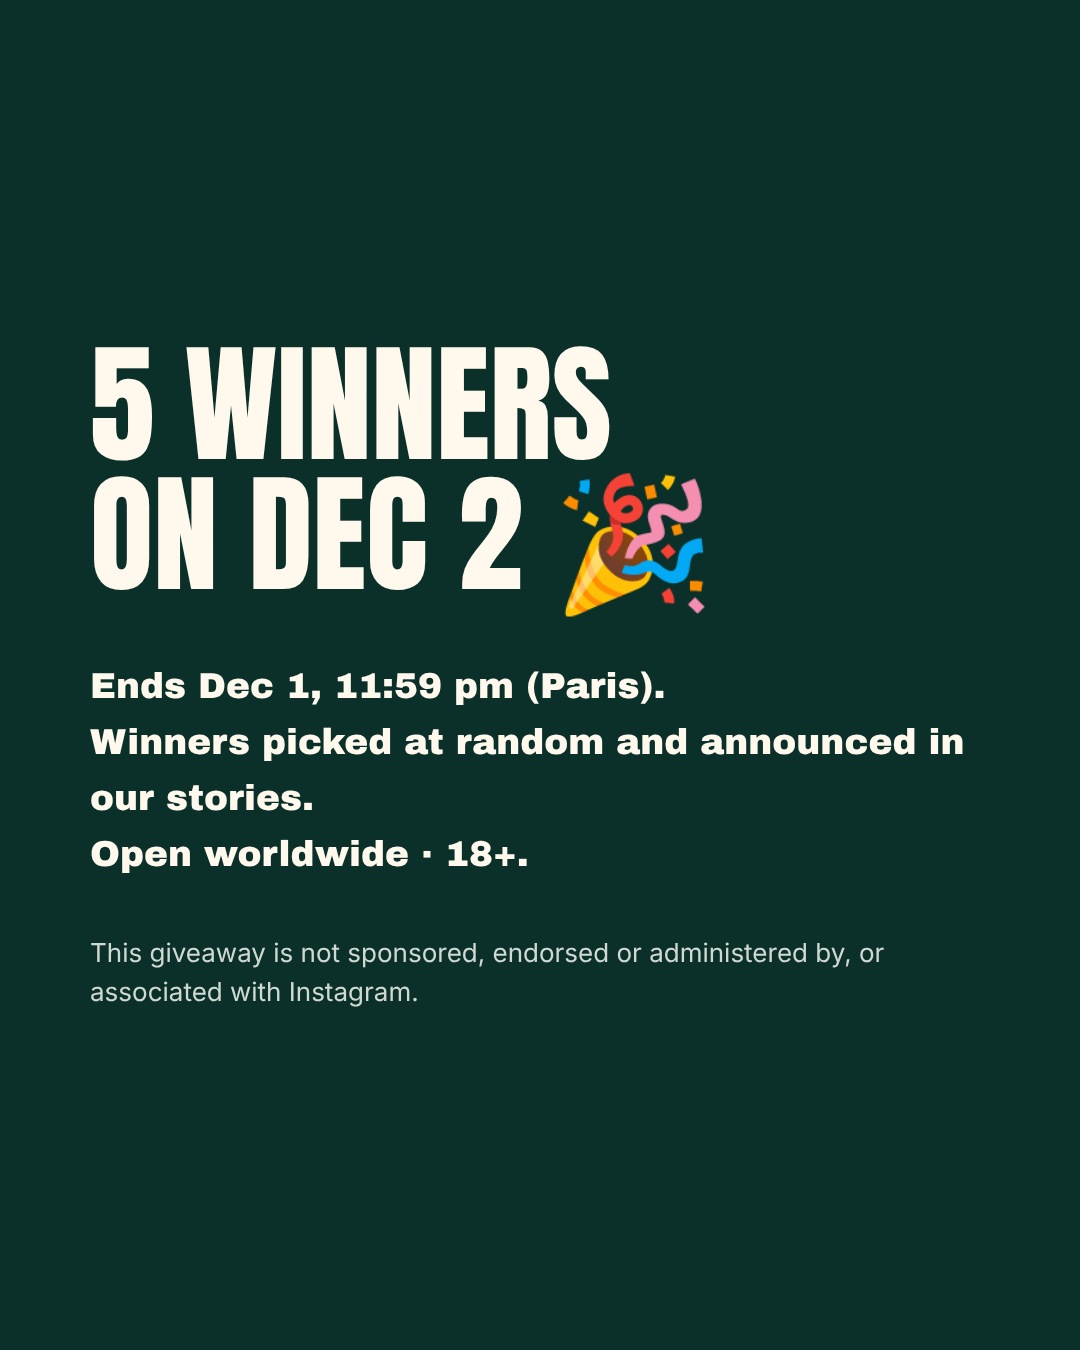 5 WINNERS
ON DEC 2 🎉
Ends Dec 1, 11:59 pm (Paris).
Winners picked at random and announced in
our stories.
Open worldwide · 18+.
This giveaway is not sponsored, endorsed or administered by, or
associated with Instagram.